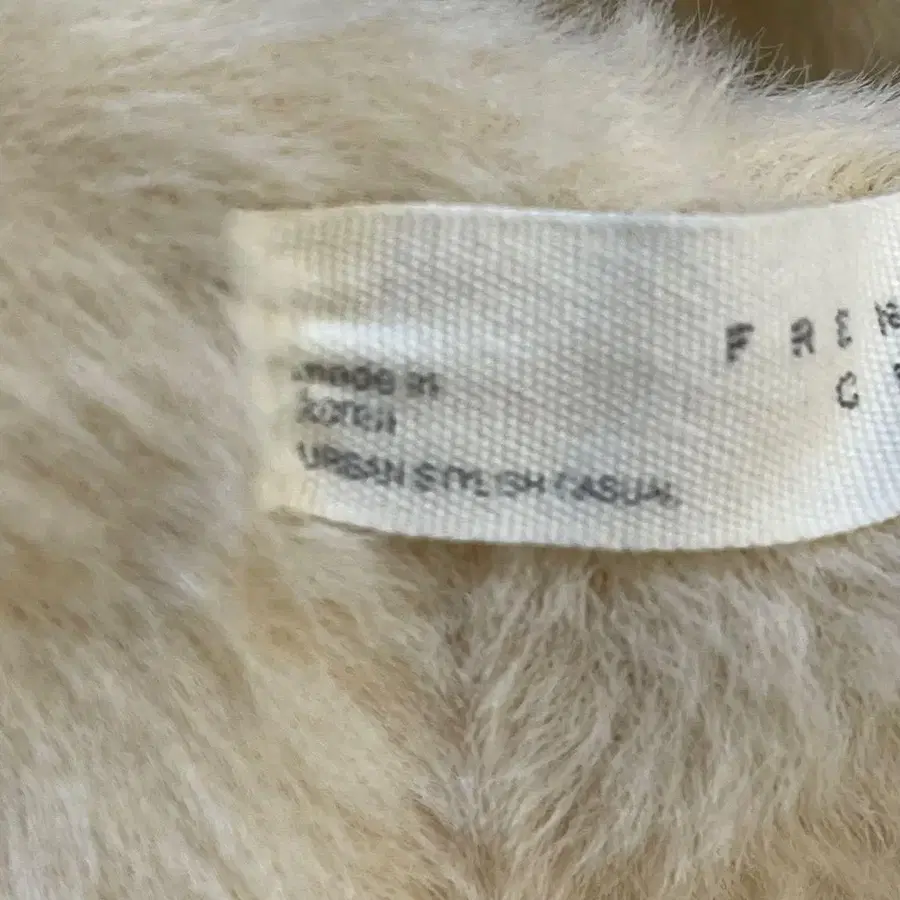 made in
korea
URBAN STYLISH CASUAL
F R E N
C